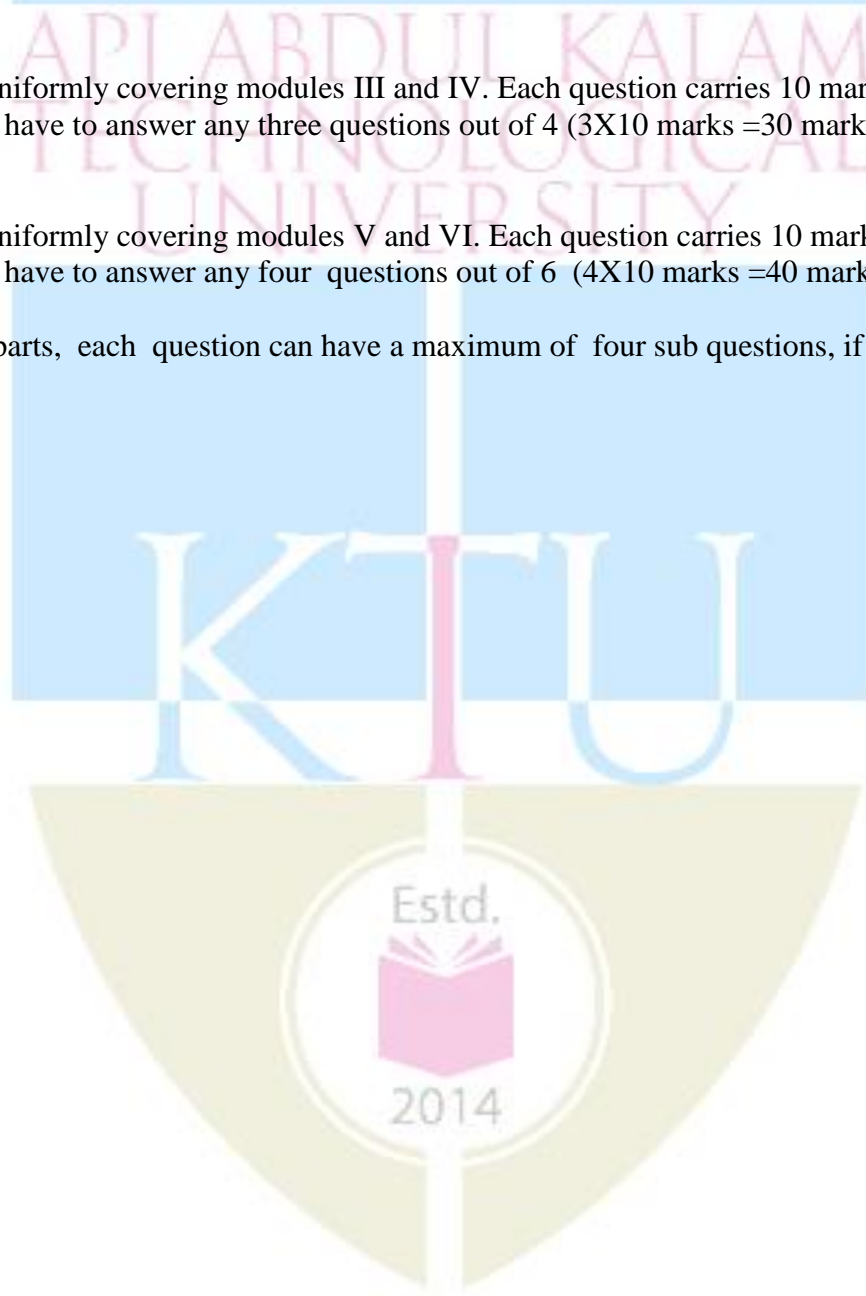 API ABDUL KALAM
niformly covering modules III and IV. Each question carries 10 mar
have to answer any three questions out of 4 (3X10 marks =30 mark
TECHNOLOGICAL
UNIVERSITY
niformly covering modules V and VI. Each question carries 10 mark
have to answer any four questions out of 6 (4X10 marks =40 mark
parts, each question can have a maximum of four sub questions, if
KTU
Estd.
2014